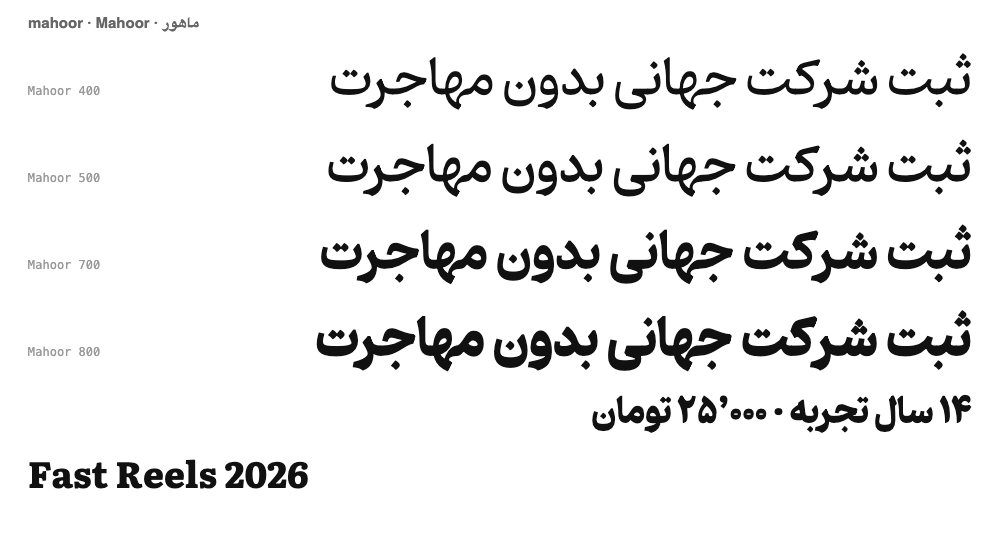 mahoor · Mahoor · ماهور
Mahoor 400 ثبت شرکت جهانی بدون مهاجرت
Mahoor 500 ثبت شرکت جهانی بدون مهاجرت
Mahoor 700 ثبت شرکت جهانی بدون مهاجرت
Mahoor 800 ثبت شرکت جهانی بدون مهاجرت
۱۴ سال تجربه · ۲۵٬۰۰۰ تومان
Fast Reels 2026